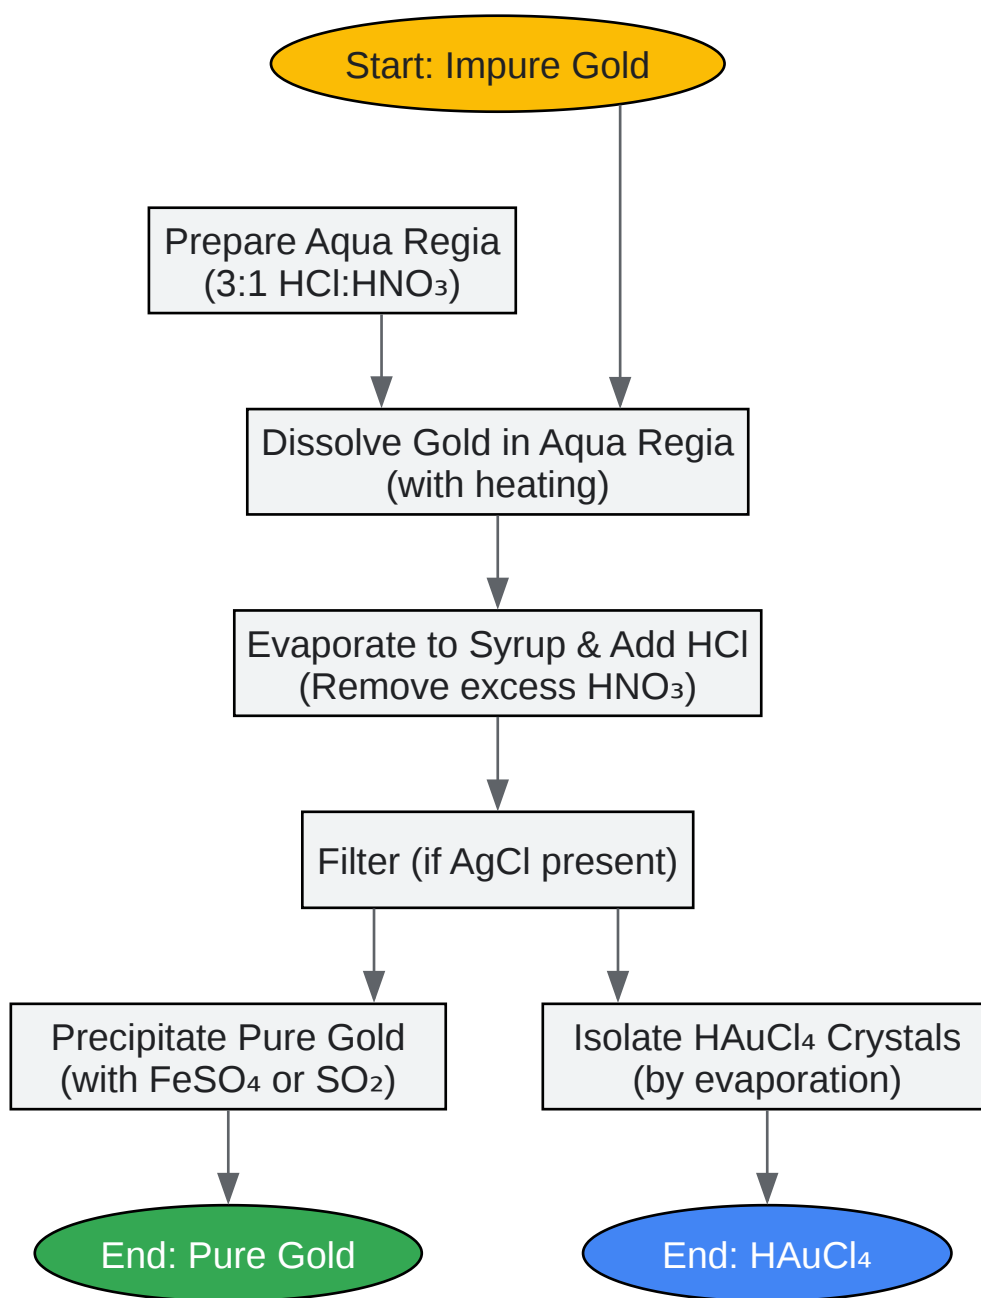 Start: Impure Gold
Prepare Aqua Regia
(3:1 HCl:HNO₃)
Dissolve Gold in Aqua Regia
(with heating)
Evaporate to Syrup & Add HCl
(Remove excess HNO₃)
Filter (if AgCl present)
Precipitate Pure Gold
(with FeSO₄ or SO₂)
Isolate HAuCl₄ Crystals
(by evaporation)
End: Pure Gold
End: HAuCl₄